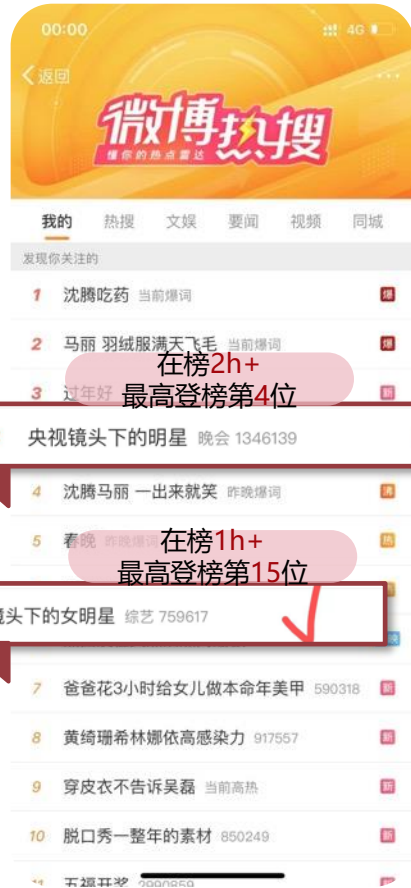 00:00 4G
返回
微博热搜
懂你的热点雷达
我的 热搜 文娱 要闻 视频 同城
发现你关注的
1 沈腾吃药 当前爆词 爆
2 马丽 羽绒服满天飞毛 当前爆词 爆
在榜2h+
3 过年好 新
最高登榜第4位
央视镜头下的明星 晚会 1346139
4 沈腾马丽 一出来就笑 昨晚爆词 沸
5 春晚 昨晚爆词 热
在榜1h+
最高登榜第15位
镜头下的女明星 综艺 759617
7 爸爸花3小时给女儿做本命年美甲 590318 新
8 黄绮珊希林娜依高感染力 917557 新
9 穿皮衣不告诉吴磊 当前高热 新
10 脱口秀一整年的素材 850249 新
11 五福开奖 2990859